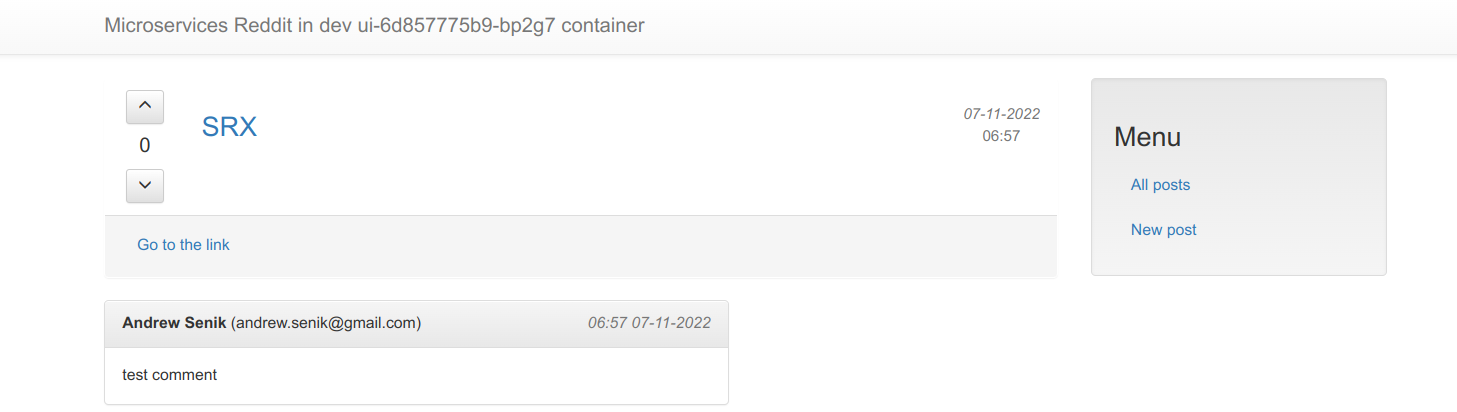 Microservices Reddit in dev ui-6d857775b9-bp2g7 container
0
SRX
07-11-2022
06:57
Go to the link
Menu
All posts
New post
Andrew Senik (andrew.senik@gmail.com) 06:57 07-11-2022
test comment